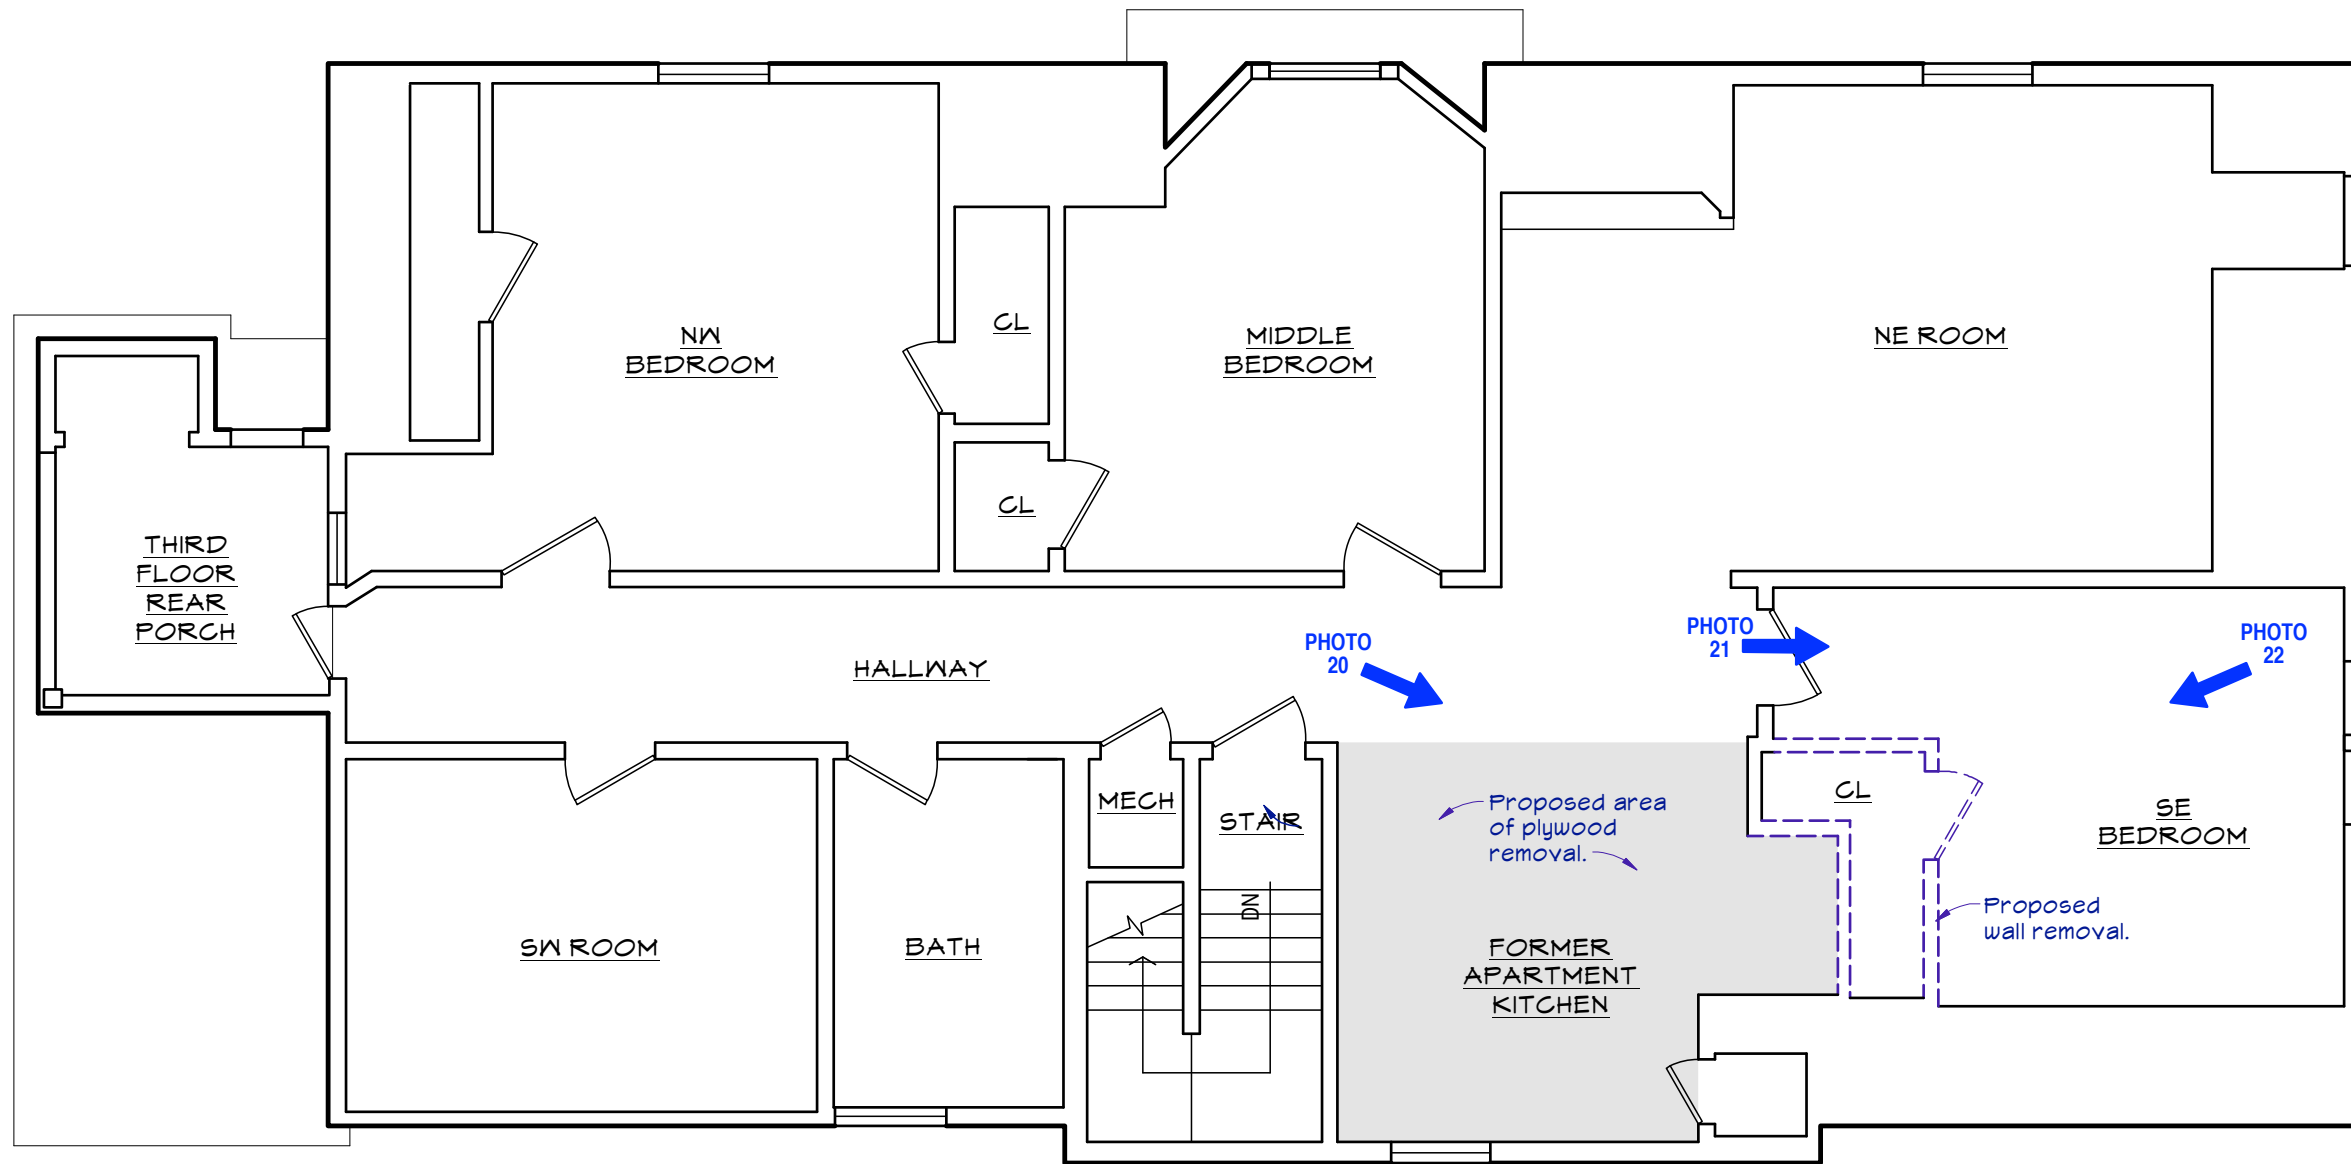 NW
BEDROOM
CL
MIDDLE
BEDROOM
NE ROOM
CL
THIRD
FLOOR
REAR
PORCH
HALLWAY
PHOTO
20
PHOTO
21
PHOTO
22
MECH
STAIR
DN
Proposed area
of plywood
removal.
CL
SE
BEDROOM
Proposed
wall removal.
SW ROOM
BATH
FORMER
APARTMENT
KITCHEN